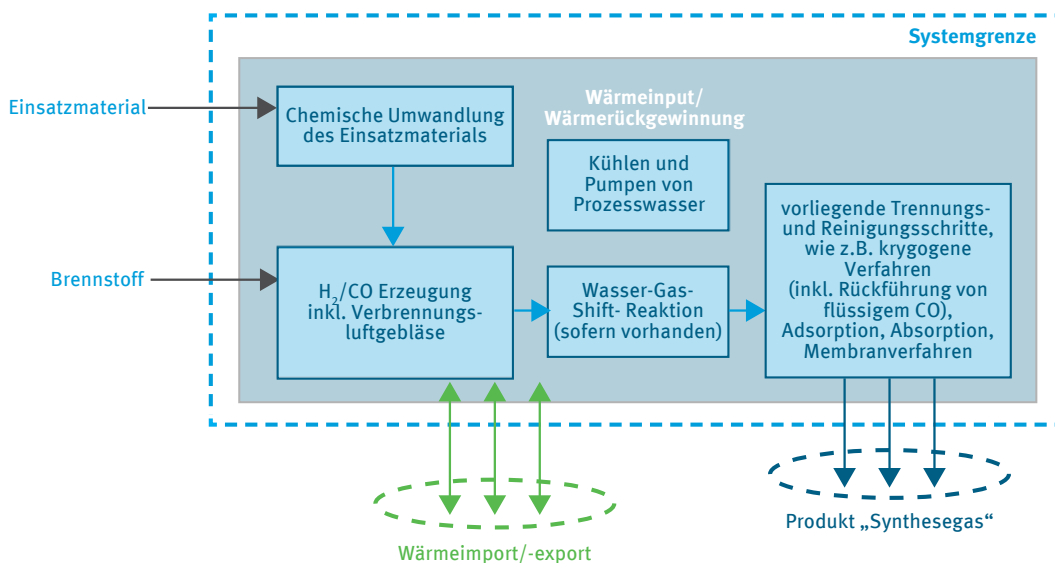 Systemgrenze
Einsatzmaterial
Chemische Umwandlung
des Einsatzmaterials
Wärmeinput/
Wärmerückgewinnung
Kühlen und
Pumpen von
Prozesswasser
Brennstoff
H₂/CO Erzeugung
inkl. Verbrennungs-
luftgebläse
Wasser-Gas-
Shift- Reaktion
(sofern vorhanden)
vorliegende Trennungs-
und Reinigungsschritte,
wie z.B. krygogene
Verfahren
(inkl. Rückführung von
flüssigem CO),
Adsorption, Absorption,
Membranverfahren
Wärmeimport/-export
Produkt „Synthesegas“